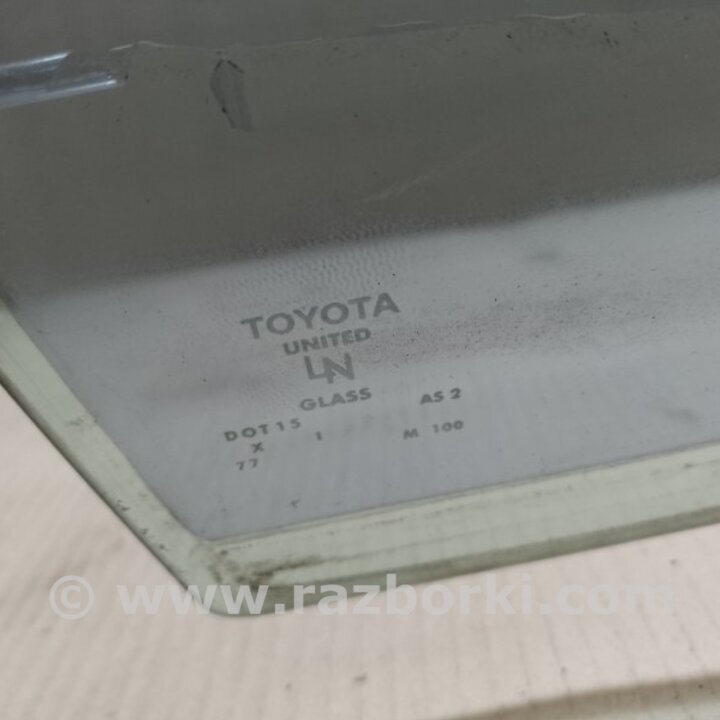 TOYOTA
UNITED
LN
GLASS AS 2
DOT 15
X 1 M 100
77
© www.razborki.com